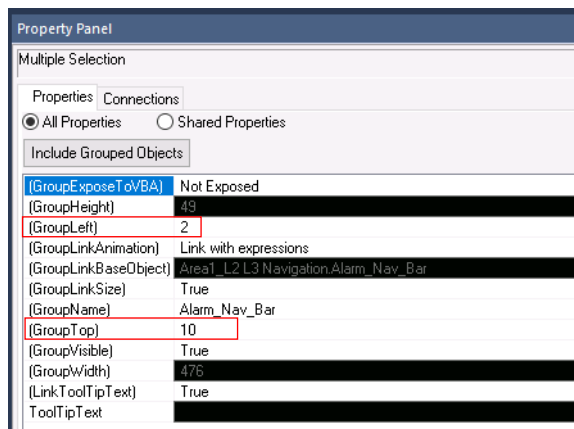 Property Panel
Multiple Selection
Properties Connections
All Properties Shared Properties
Include Grouped Objects
(GroupExposeToVBA) Not Exposed
(GroupHeight) 49
(GroupLeft) 2
(GroupLinkAnimation) Link with expressions
(GroupLinkBaseObject) Area1_L2 L3 Navigation.Alarm_Nav_Bar
(GroupLinkSize) True
(GroupName) Alarm_Nav_Bar
(GroupTop) 10
(GroupVisible) True
(GroupWidth) 476
(LinkToolTipText) True
ToolTipText